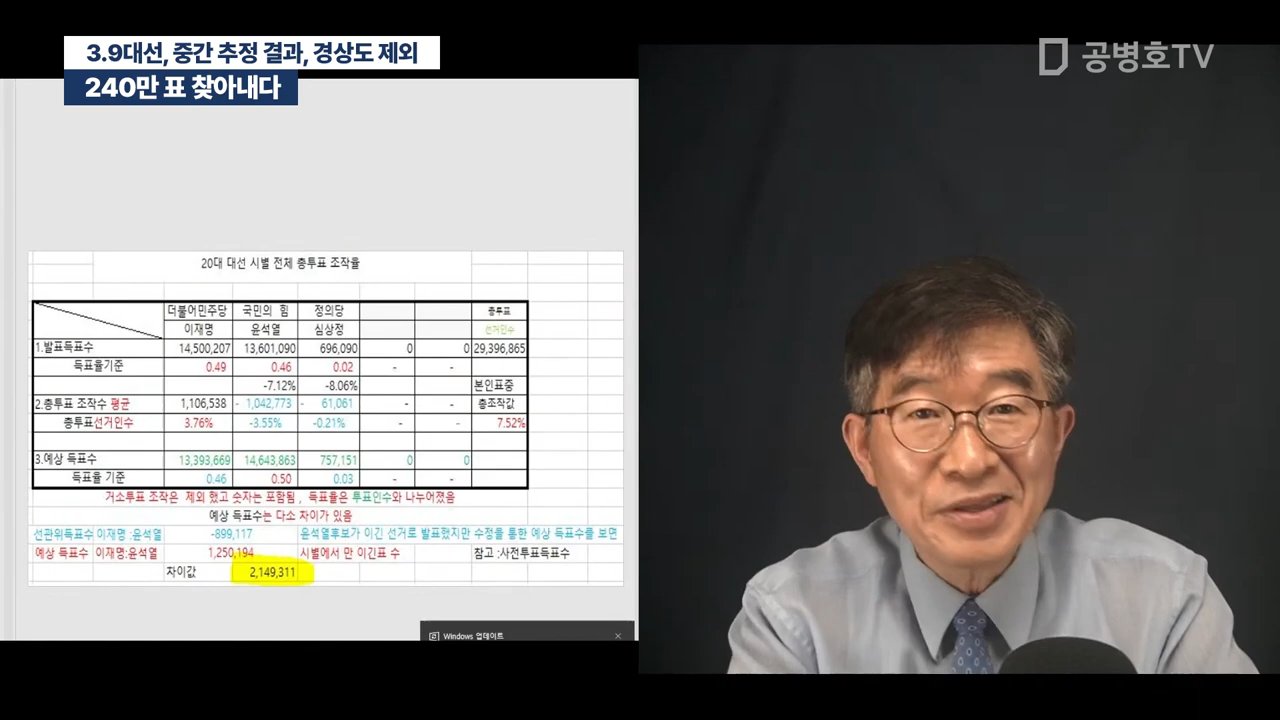 3.9대선, 중간 추정 결과, 경상도 제외
240만 표 찾아내다
공병호TV
20대 대선 시별 전체 총투표 조작율
더불어민주당 국민의 힘 정의당 총투표
이재명 윤석열 심상정 선거인수
1.발표득표수 14,500,207 13,601,090 696,090 0 0 29,396,865
득표율기준 0.49 0.46 0.02 - -
-7.12% -8.06% 본인표중
2.총투표 조작수 평균 1,106,538 - 1,042,773 - 61,061 - - 총조작값
총투표선거인수 3.76% -3.55% -0.21% - - 7.52%
3.예상 득표수 13,393,669 14,643,863 757,151 0 0
득표율 기준 0.46 0.50 0.03 - -
거소투표 조작은 제외 했고 숫자는 포함됨 , 득표율은 투표인수와 나누어졌음
예상 득표수는 다소 차이가 있음
선관위득표수 이재명 :윤석열 -899,117 윤석열후보가 이긴 선거로 발표했지만 수정을 통한 예상 득표수를 보면
예상 득표수 이재명:윤석열 1,250,194 시별에서 만 이긴표 수 참고 :사전투표득표수
차이값 2,149,311
Windows 업데이트